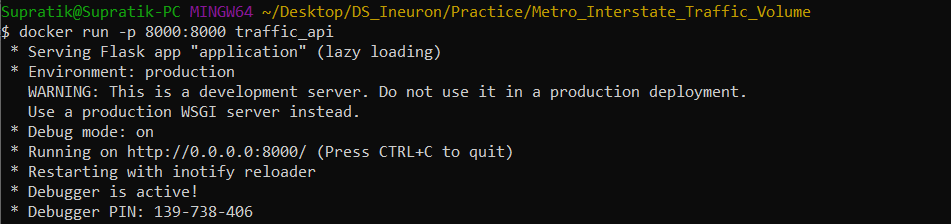 Supratik@Supratik-PC MINGW64 ~/Desktop/DS_Ineuron/Practice/Metro_Interstate_Traffic_Volume
$ docker run -p 8000:8000 traffic_api
 * Serving Flask app "application" (lazy loading)
 * Environment: production
   WARNING: This is a development server. Do not use it in a production deployment.
   Use a production WSGI server instead.
 * Debug mode: on
 * Running on http://0.0.0.0:8000/ (Press CTRL+C to quit)
 * Restarting with inotify reloader
 * Debugger is active!
 * Debugger PIN: 139-738-406